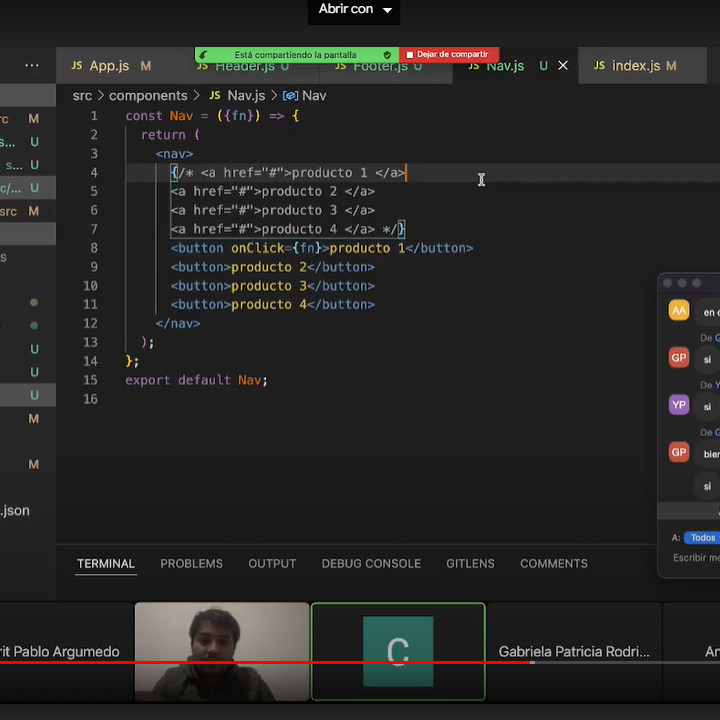 Abrir con
Está compartiendo la pantalla
Dejar de compartir
JS App.js M
JS Header.js U
JS Footer.js U
JS Nav.js U
JS index.js M
src > components > JS Nav.js > Nav
1 const Nav = ({fn}) => {
2 return (
3 <nav>
4 {/* <a href="#">producto 1 </a>
5 <a href="#">producto 2 </a>
6 <a href="#">producto 3 </a>
7 <a href="#">producto 4 </a> */}
8 <button onClick={fn}>producto 1</button>
9 <button>producto 2</button>
10 <button>producto 3</button>
11 <button>producto 4</button>
12 </nav>
13 );
14 };
15 export default Nav;
16
rc M
s... U
s... U
c/... U
src M
s
U
U
U
M
M
.json
AA
en
De G
GP
si
De Y
YP
si
De G
GP
bien
si
A: Todos
Escribir me
TERMINAL PROBLEMS OUTPUT DEBUG CONSOLE GITLENS COMMENTS
rit Pablo Argumedo
C
Gabriela Patricia Rodri...
An